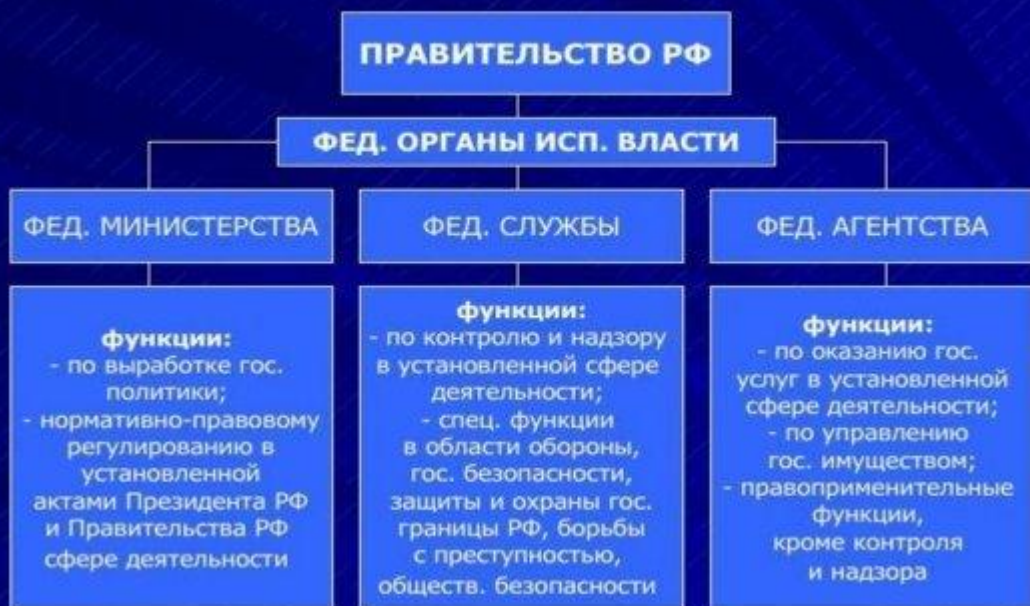 ПРАВИТЕЛЬСТВО РФ
ФЕД. ОРГАНЫ ИСП. ВЛАСТИ
ФЕД. МИНИСТЕРСТВА
функции:
- по выработке гос.
политики;
- нормативно-правовому
регулированию в
установленной
актами Президента РФ
и Правительства РФ
сфере деятельности
ФЕД. СЛУЖБЫ
функции:
- по контролю и надзору
в установленной сфере
деятельности;
- спец. функции
в области обороны,
гос. безопасности,
защиты и охраны гос.
границы РФ, борьбы
с преступностью,
обществ. безопасности
ФЕД. АГЕНТСТВА
функции:
- по оказанию гос.
услуг в установленной
сфере деятельности;
- по управлению
гос. имуществом;
- правоприменительные
функции,
кроме контроля
и надзора